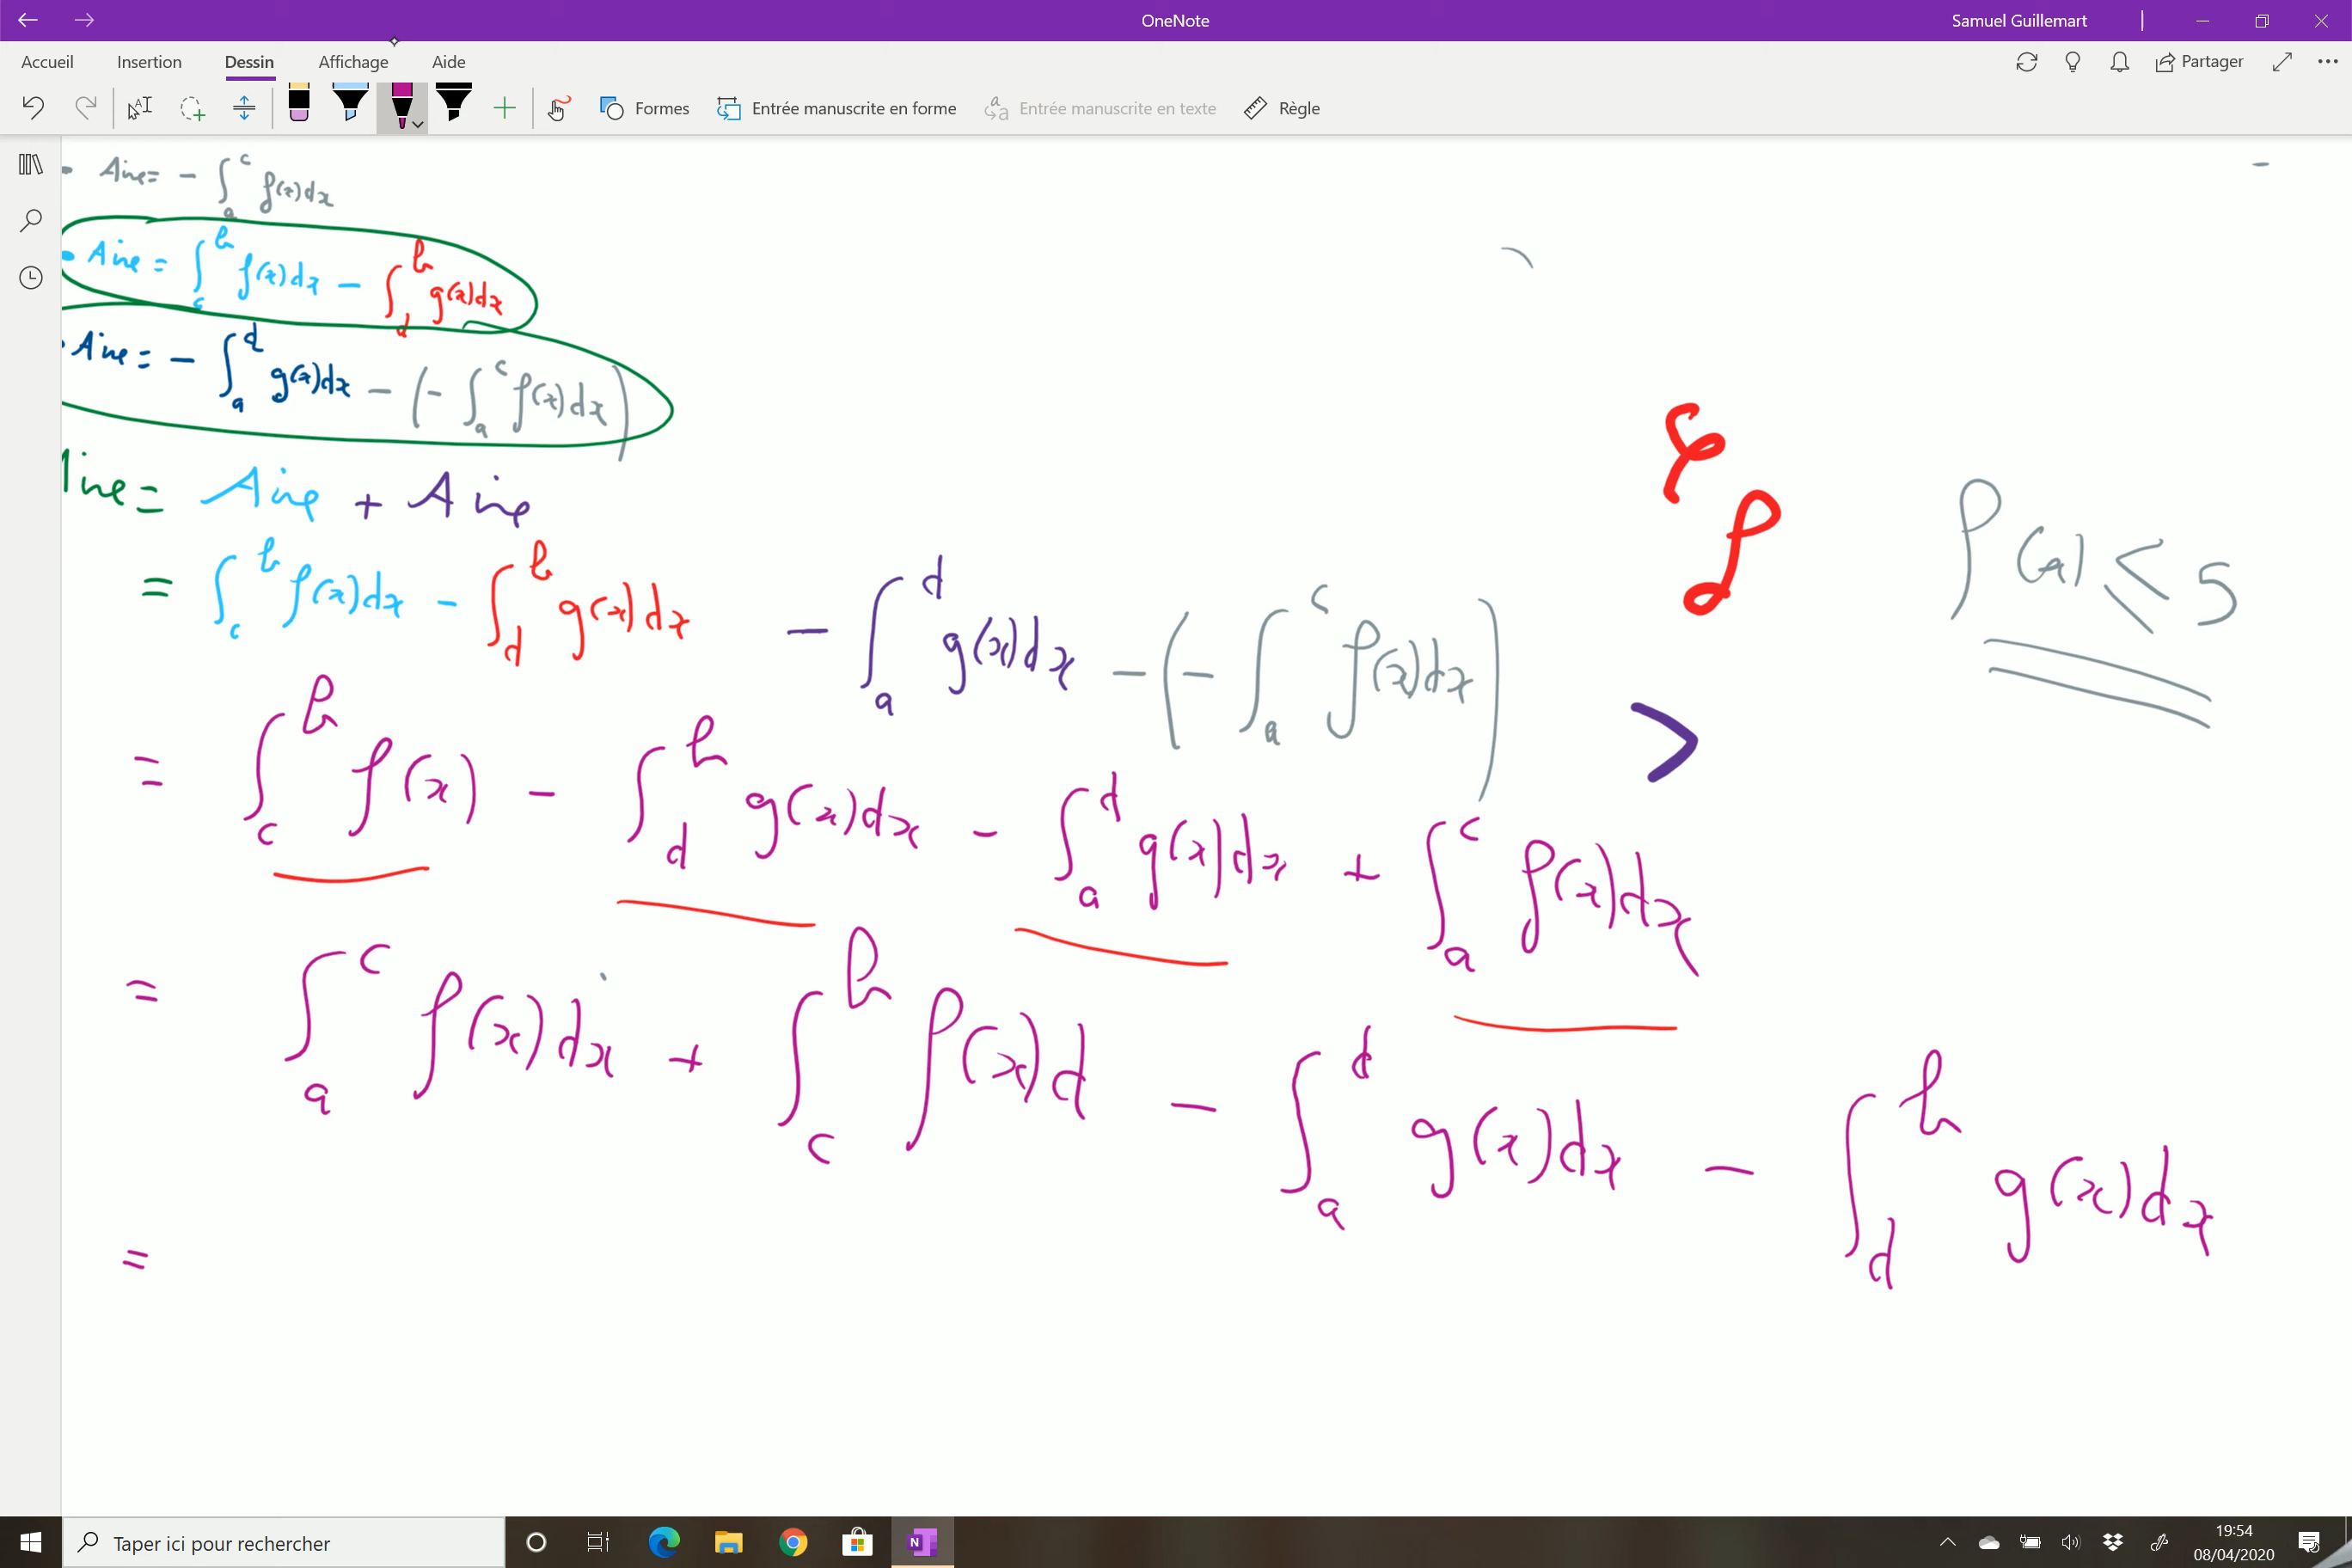 OneNote
Samuel Guillemart
Accueil Insertion Dessin Affichage Aide
Partager
Formes Entrée manuscrite en forme Entrée manuscrite en texte Règle
• Aire = - ∫_a^c f(x)dx
• Aire = ∫_c^b f(x)dx - ∫_d^b g(x)dx
• Aire = - ∫_a^d g(x)dx - (- ∫_a^c f(x)dx)
Aire = Aire + Aire
= ∫_c^b f(x)dx - ∫_d^b g(x)dx - ∫_a^d g(x)dx - (- ∫_a^c f(x)dx)
f
f
f(x) ≤ 5
>
= ∫_c^b f(x) - ∫_d^b g(x)dx - ∫_a^d g(x)dx + ∫_a^c f(x)dx
= ∫_a^c f(x)dx + ∫_c^b f(x)d - ∫_a^d g(x)dx - ∫_d^b g(x)dx
=
Taper ici pour rechercher
19:54
08/04/2020